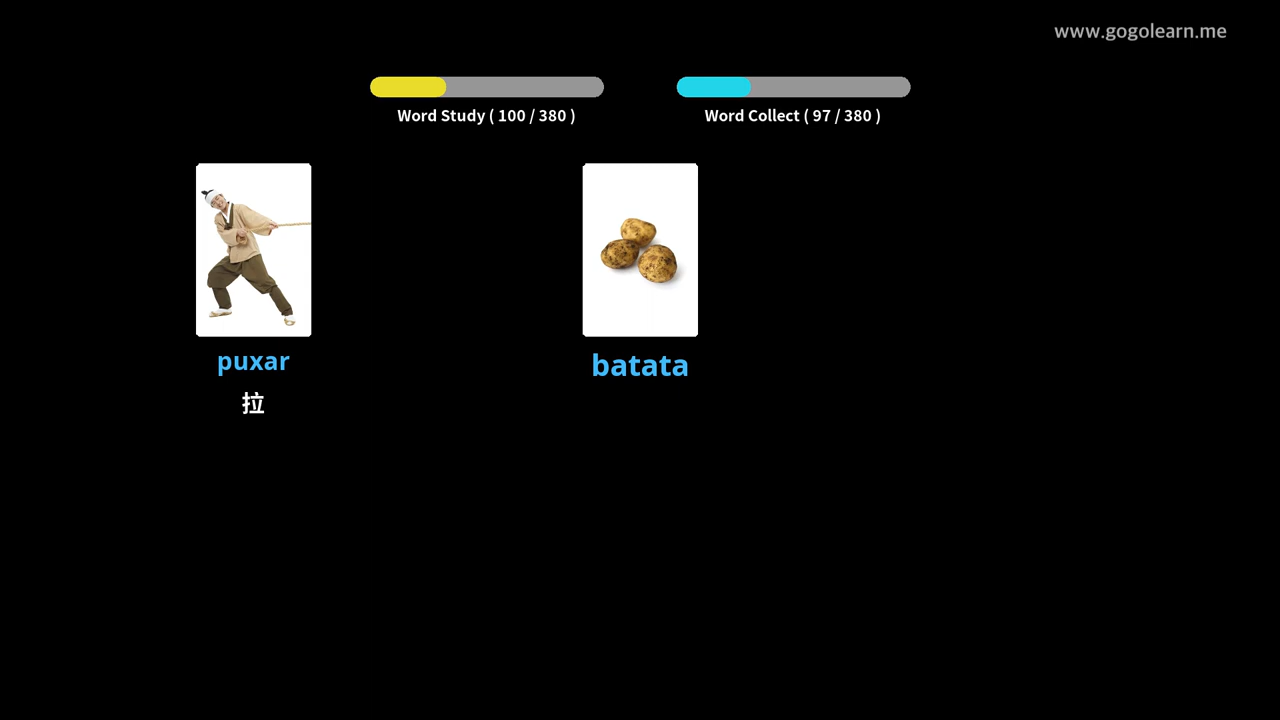 www.gogolearn.me
Word Study ( 100 / 380 )
Word Collect ( 97 / 380 )
puxar
拉
batata